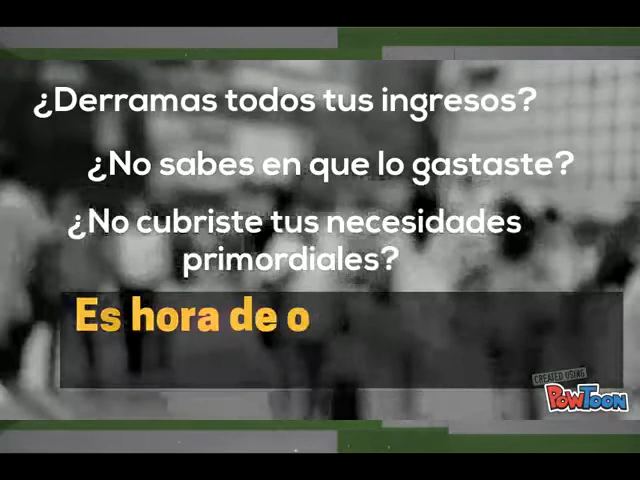 ¿Derramas todos tus ingresos?
¿No sabes en que lo gastaste?
¿No cubriste tus necesidades
primordiales?
Es hora de o
CREATED USING
PowToon